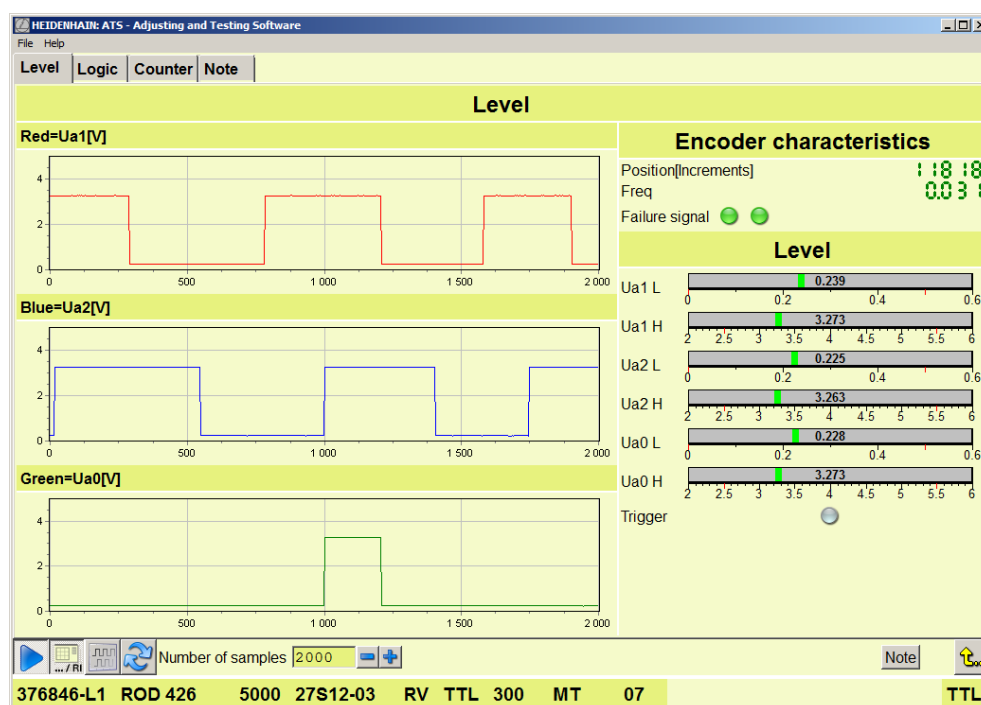 HEIDENHAIN: ATS - Adjusting and Testing Software
File Help
Level Logic Counter Note
Level
Red=Ua1[V]
4
2
0
0 500 1 000 1 500 2 000
Blue=Ua2[V]
4
2
0
0 500 1 000 1 500 2 000
Green=Ua0[V]
4
2
0
0 500 1 000 1 500 2 000
Encoder characteristics
Position[Increments] 11818
Freq
Failure signal
Level
Ua1 L 0.239
0 0.2 0.4 0.6
Ua1 H 3.273
2 2.5 3 3.5 4 4.5 5 5.5 6
Ua2 L 0.225
0 0.2 0.4 0.6
Ua2 H 3.263
2 2.5 3 3.5 4 4.5 5 5.5 6
Ua0 L 0.228
0 0.2 0.4 0.6
Ua0 H 3.273
2 2.5 3 3.5 4 4.5 5 5.5 6
Trigger
... / RI Number of samples 2000 Note
376846-L1 ROD 426 5000 27S12-03 RV TTL 300 MT 07 TTL